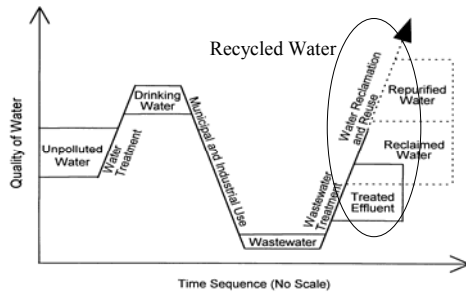 Recycled Water
Quality of Water
Unpolluted
Water
Water
Treatment
Drinking
Water
Municipal and Industrial Use
Wastewater
Wastewater
Treatment
Water Reclamation
and Reuse
Repurified
Water
Reclaimed
Water
Treated
Effluent
Time Sequence (No Scale)